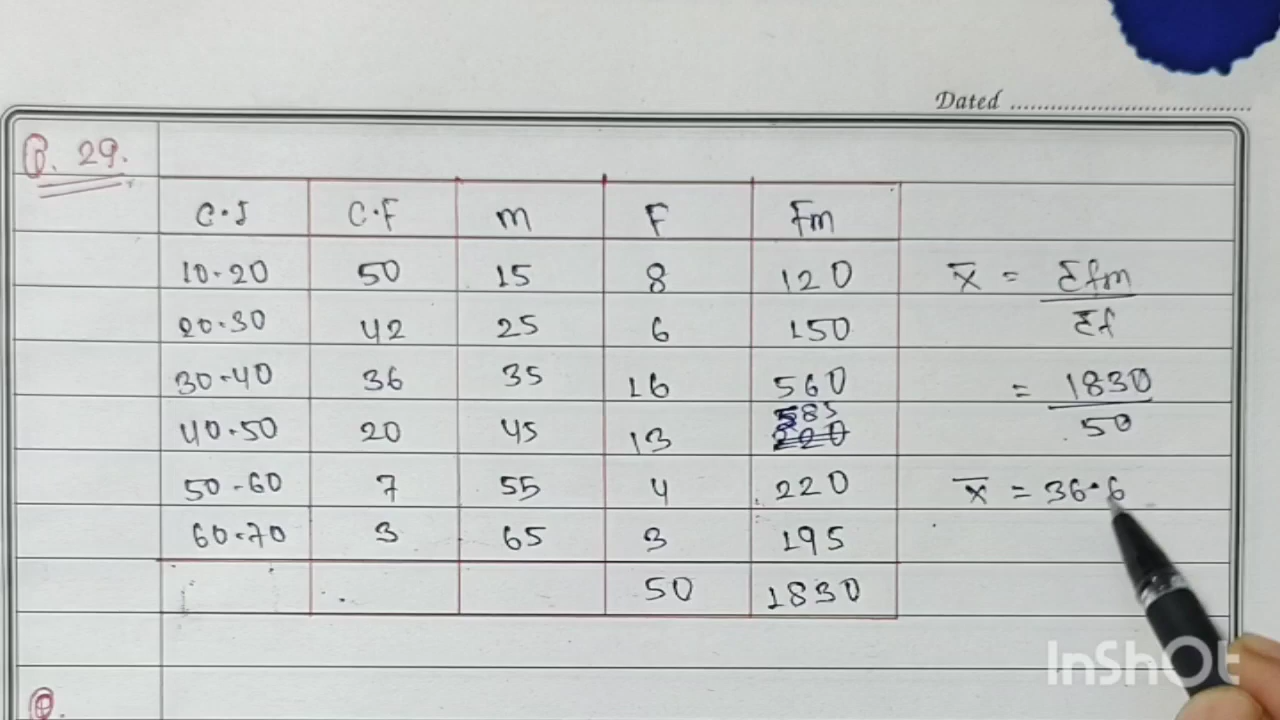 Dated
Q. 29.
C.I C.F m F Fm
10-20 50 15 8 120 x̄ = Σfm
20-30 42 25 6 150 Σf
30-40 36 35 16 560 = 1830
585
40-50 20 45 13 220 50
50-60 7 55 4 220 x̄ = 36.6
60-70 3 65 3 195
50 1830
InShOt
Q.